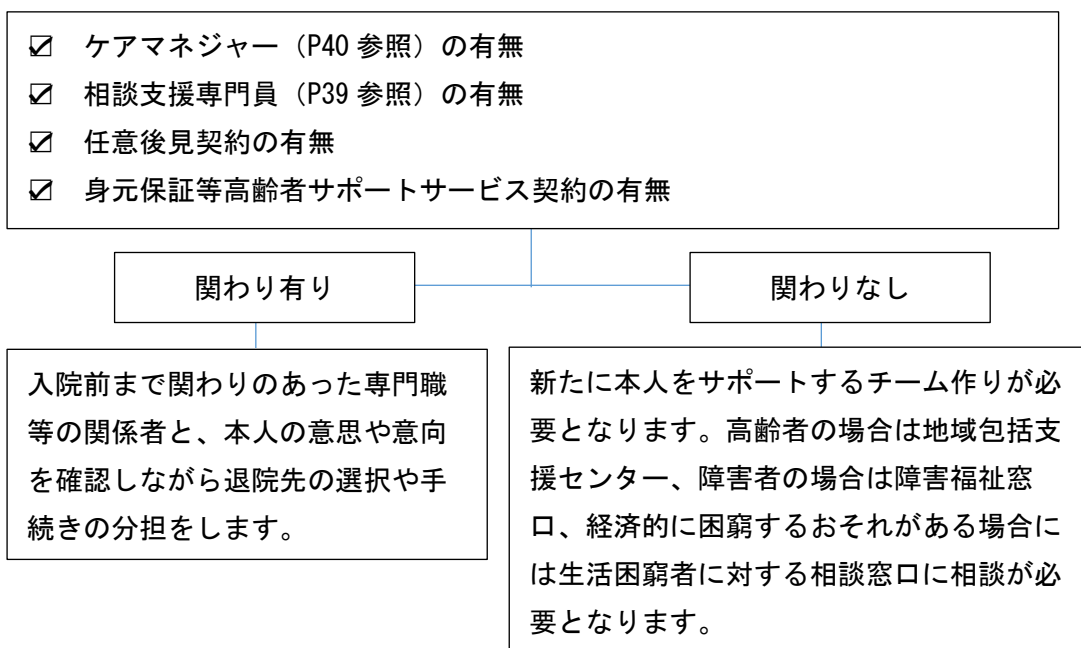 ☑ ケアマネジャー（P40 参照）の有無
☑ 相談支援専門員（P39 参照）の有無
☑ 任意後見契約の有無
☑ 身元保証等高齢者サポートサービス契約の有無
関わり有り
関わりなし
入院前まで関わりのあった専門職
等の関係者と、本人の意思や意向
を確認しながら退院先の選択や手
続きの分担をします。
新たに本人をサポートするチーム作りが必
要となります。高齢者の場合は地域包括支
援センター、障害者の場合は障害福祉窓
口、経済的に困窮するおそれがある場合に
は生活困窮者に対する相談窓口に相談が必
要となります。